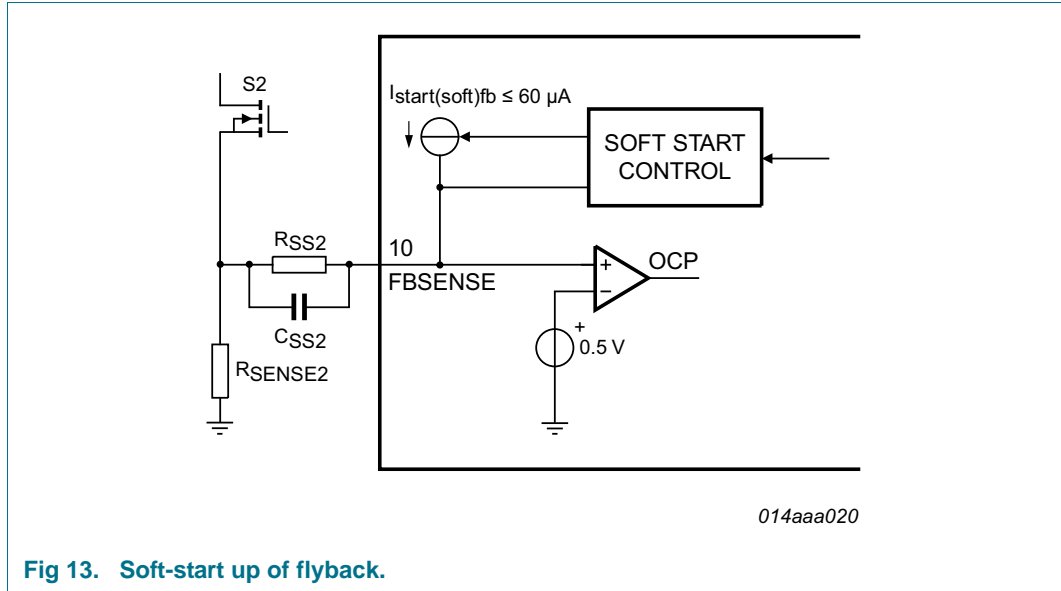 S2
Istart(soft)fb ≤ 60 μA
SOFT START
CONTROL
RSS2
10
FBSENSE
OCP
+
−
CSS2
+
0.5 V
RSENSE2
014aaa020
Fig 13. Soft-start up of flyback.